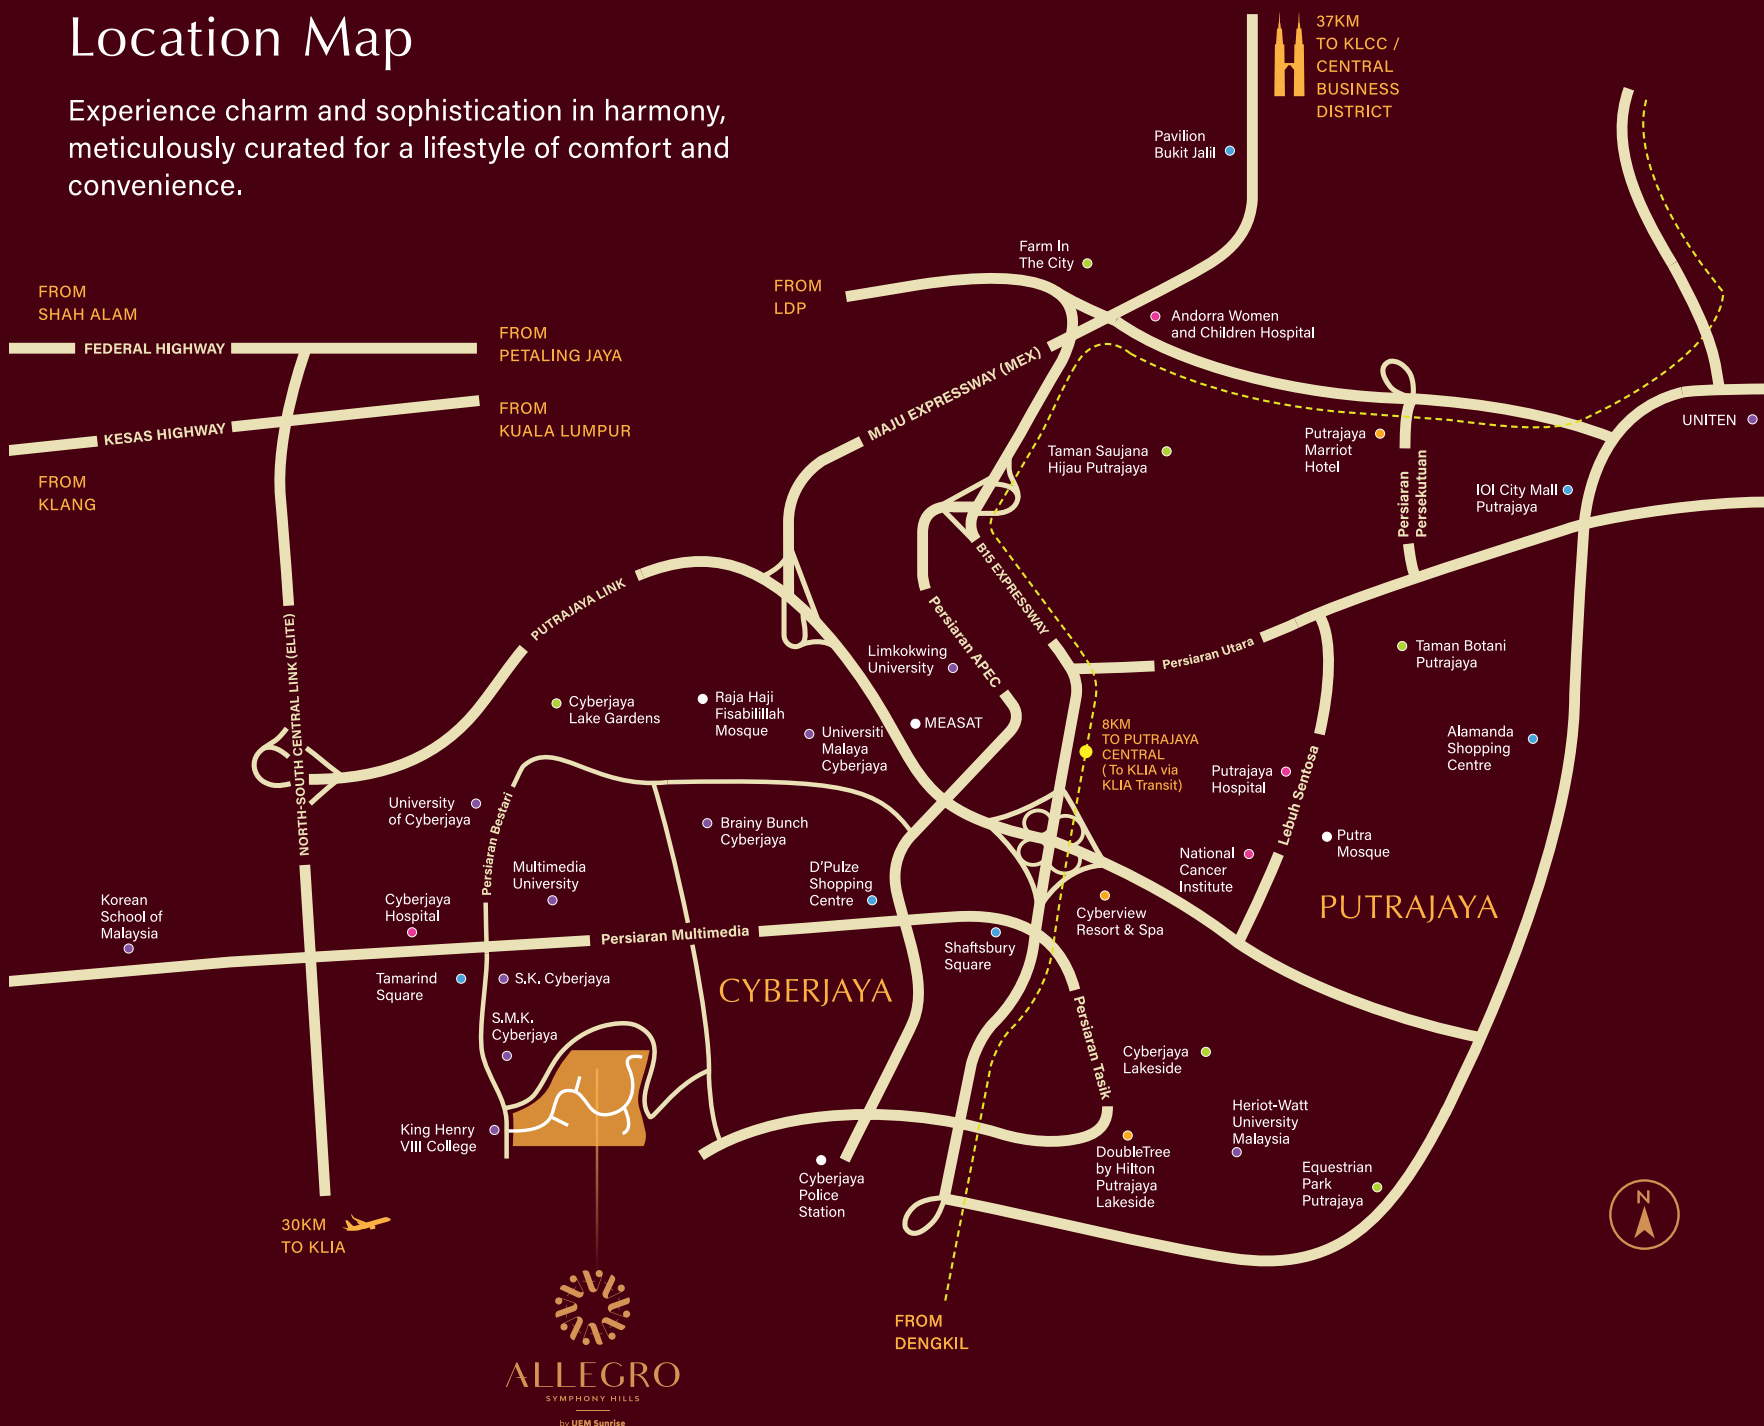 Location Map
Experience charm and sophistication in harmony,
meticulously curated for a lifestyle of comfort and
convenience.
37KM
TO KLCC /
CENTRAL
BUSINESS
DISTRICT
Pavilion
Bukit Jalil
Farm In
The City
FROM
LDP
FROM
SHAH ALAM
FEDERAL HIGHWAY
FROM
PETALING JAYA
KESAS HIGHWAY
FROM
KUALA LUMPUR
FROM
KLANG
Andorra Women
and Children Hospital
MAJU EXPRESSWAY (MEX)
Taman Saujana
Hijau Putrajaya
Putrajaya
Marriot
Hotel
Persiaran
Persekutuan
UNITEN
IOI City Mall
Putrajaya
B15 EXPRESSWAY
PUTRAJAYA LINK
Persiaran APEC
Persiaran Utara
NORTH-SOUTH CENTRAL LINK (ELITE)
Limkokwing
University
Taman Botani
Putrajaya
Cyberjaya
Lake Gardens
Raja Haji
Fisabilillah
Mosque
Universiti
Malaya
Cyberjaya
MEASAT
8KM
TO PUTRAJAYA
CENTRAL
(To KLIA via
KLIA Transit)
Putrajaya
Hospital
Lebuh Sentosa
Alamanda
Shopping
Centre
University
of Cyberjaya
Persiaran Bestari
Brainy Bunch
Cyberjaya
Putra
Mosque
National
Cancer
Institute
Multimedia
University
D'Pulze
Shopping
Centre
Korean
School of
Malaysia
Cyberjaya
Hospital
Cyberview
Resort & Spa
PUTRAJAYA
Persiaran Multimedia
Shaftsbury
Square
Tamarind
Square
S.K. Cyberjaya
CYBERJAYA
S.M.K.
Cyberjaya
Persiaran Tasik
Cyberjaya
Lakeside
King Henry
VIII College
Heriot-Watt
University
Malaysia
DoubleTree
by Hilton
Putrajaya
Lakeside
Equestrian
Park
Putrajaya
Cyberjaya
Police
Station
N
30KM
TO KLIA
FROM
DENGKIL
ALLEGRO
SYMPHONY HILLS
by UEM Sunrise